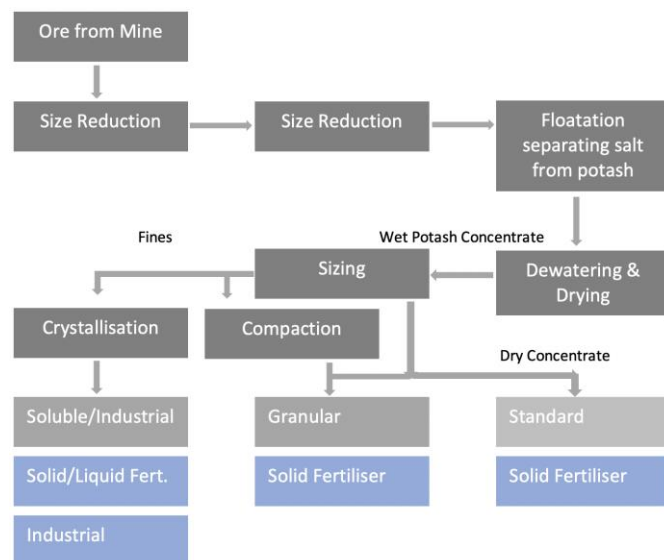 Ore from Mine
Size Reduction
Size Reduction
Floatation
separating salt
from potash
Fines
Wet Potash Concentrate
Sizing
Dewatering &
Drying
Crystallisation
Compaction
Dry Concentrate
Soluble/Industrial
Granular
Standard
Solid/Liquid Fert.
Solid Fertiliser
Solid Fertiliser
Industrial